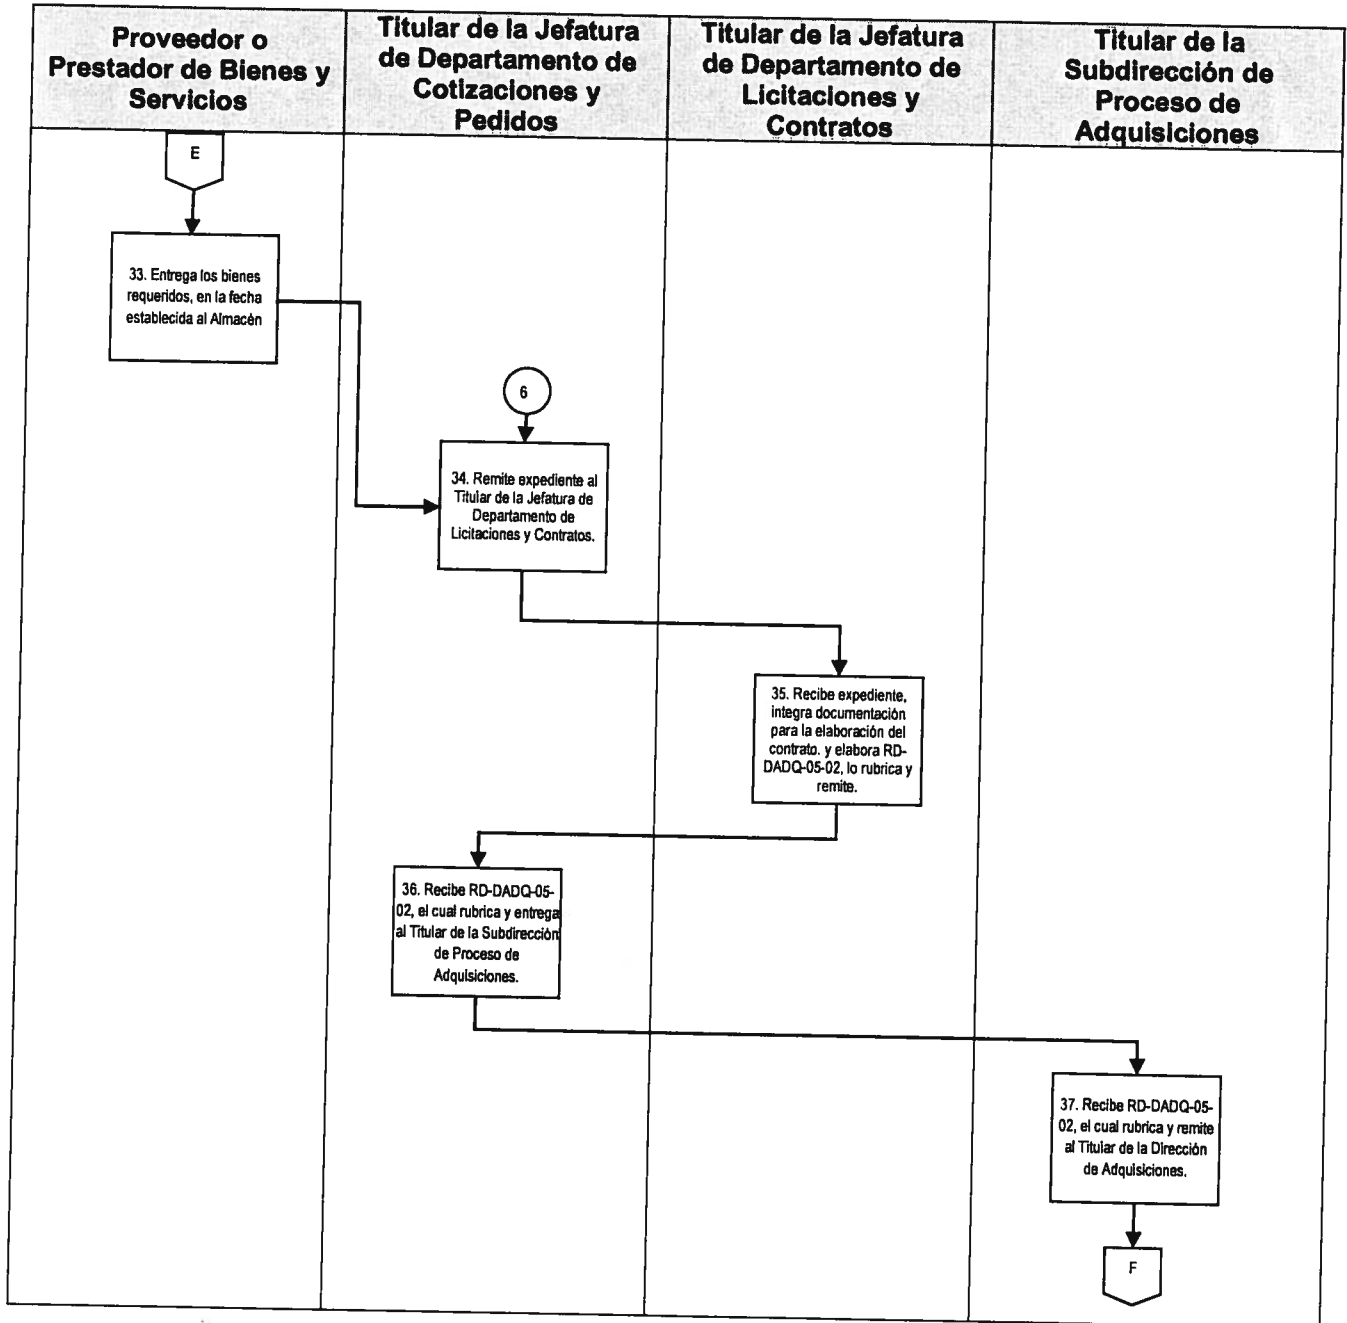 Proveedor o
Prestador de Bienes y
Servicios
Titular de la Jefatura
de Departamento de
Cotizaciones y
Pedidos
Titular de la Jefatura
de Departamento de
Licitaciones y
Contratos
Titular de la
Subdirección de
Proceso de
Adquisiciones
E
33. Entrega los bienes
requeridos, en la fecha
establecida al Almacén
6
34. Remite expediente al
Titular de la Jefatura de
Departamento de
Licitaciones y Contratos.
35. Recibe expediente,
integra documentación
para la elaboración del
contrato. y elabora RD-
DADQ-05-02, lo rubrica y
remite.
36. Recibe RD-DADQ-05-
02, el cual rubrica y entrega
al Titular de la Subdirección
de Proceso de
Adquisiciones.
37. Recibe RD-DADQ-05-
02, el cual rubrica y remite
al Titular de la Dirección
de Adquisiciones.
F